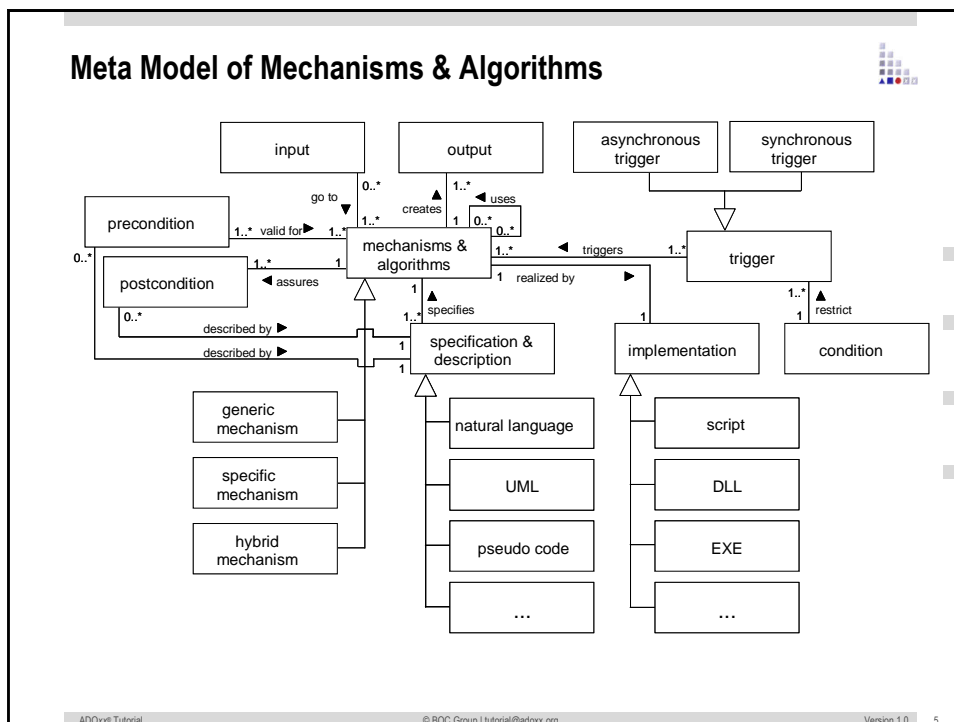 Meta Model of Mechanisms & Algorithms
input
output
asynchronous
trigger
synchronous
trigger
0..*
1..*
uses
go to
creates
precondition
1..*
valid for
1..*
1..*
1
0..*
0..*
mechanisms &
algorithms
1..*
triggers
1..*
trigger
0..*
postcondition
1..*
assures
1
1
realized by
0..*
1
specifies
1..*
restrict
described by
1..*
1
1
described by
1
1
specification &
description
implementation
condition
generic
mechanism
natural language
script
specific
mechanism
UML
DLL
hybrid
mechanism
pseudo code
EXE
...
...
ADOxx® Tutorial
© BOC Group | tutorial@adoxx.org
Version 1.0
5